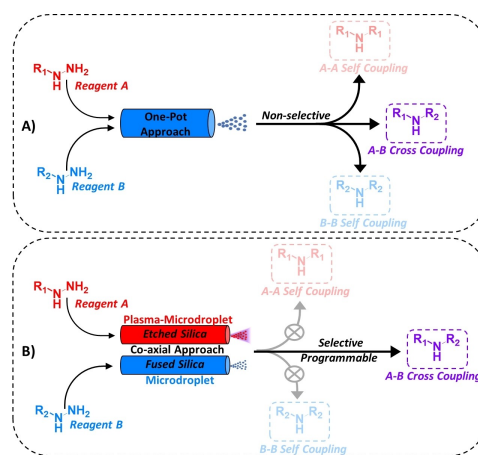 A)
R1 N H NH2
Reagent A
R2 N H NH2
Reagent B
One-Pot
Approach
Non-selective
R1 N H R1
A-A Self Coupling
R1 N H R2
A-B Cross Coupling
R2 N H R2
B-B Self Coupling
B)
R1 N H NH2
Reagent A
R2 N H NH2
Reagent B
Plasma-Microdroplet
Etched Silica
Co-axial Approach
Fused Silica
Microdroplet
R1 N H R1
A-A Self Coupling
Selective
Programmable
R1 N H R2
A-B Cross Coupling
R2 N H R2
B-B Self Coupling